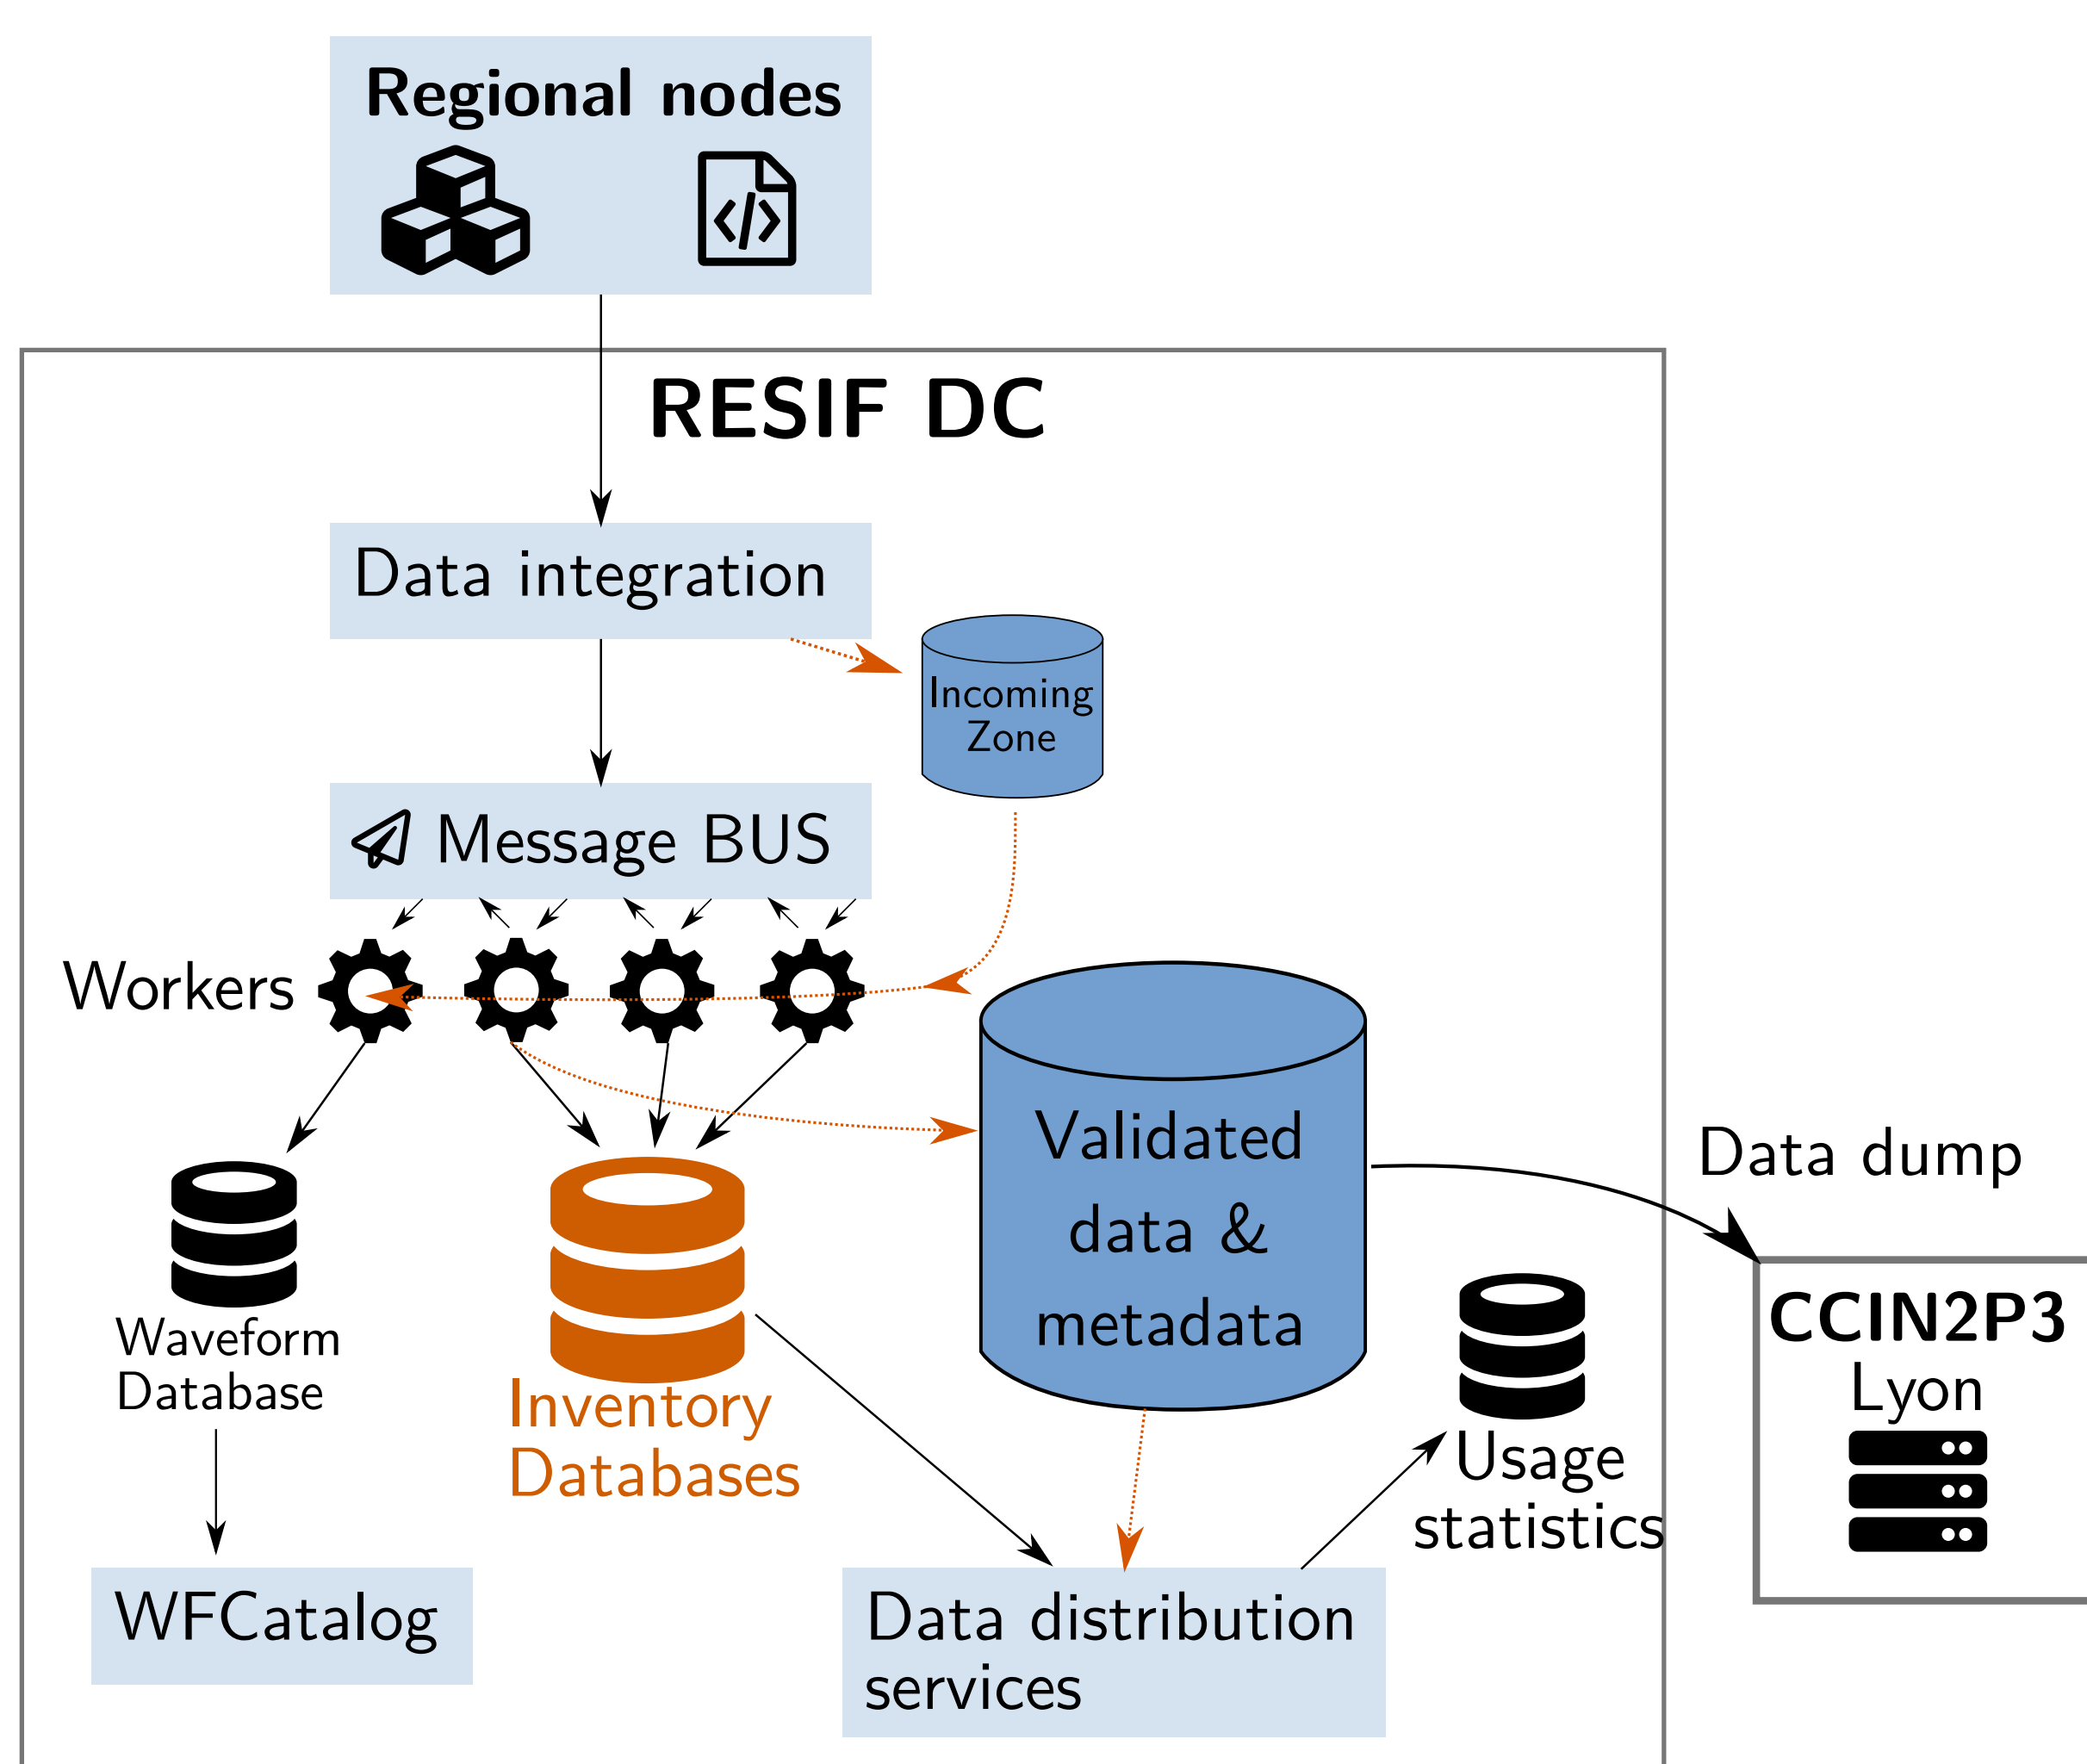 Regional nodes
RESIF DC
Data integration
Incoming
Zone
Message BUS
Workers
Validated
data &
metadata
Data dump
Waveform
Database
Inventory
Databases
CCIN2P3
Lyon
Usage
statistics
WFCatalog
Data distribution
services